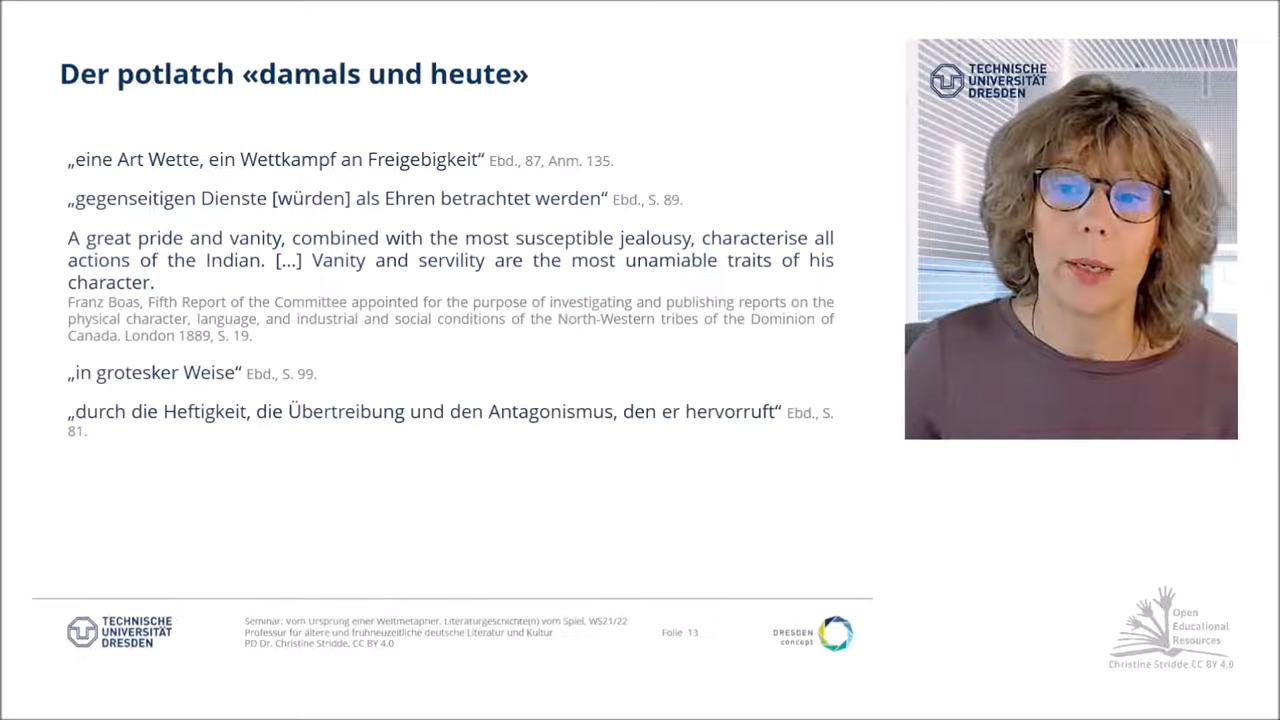 Der potlatch «damals und heute»
„eine Art Wette, ein Wettkampf an Freigebigkeit“ Ebd., 87, Anm. 135.
„gegenseitigen Dienste [würden] als Ehren betrachtet werden“ Ebd., S. 89.
A great pride and vanity, combined with the most susceptible jealousy, characterise all
actions of the Indian. [...] Vanity and servility are the most unamiable traits of his
character.
Franz Boas, Fifth Report of the Committee appointed for the purpose of investigating and publishing reports on the
physical character, language, and industrial and social conditions of the North-Western tribes of the Dominion of
Canada. London 1889, S. 19.
„in grotesker Weise“ Ebd., S. 99.
„durch die Heftigkeit, die Übertreibung und den Antagonismus, den er hervorruft“ Ebd., S.
81.
TECHNISCHE
UNIVERSITÄT
DRESDEN
TECHNISCHE
UNIVERSITÄT
DRESDEN
Seminar: Vom Ursprung einer Weltmetapher. Literaturgeschichte(n) vom Spiel, WS21/22
Professur für ältere und frühneuzeitliche deutsche Literatur und Kultur
PD Dr. Christine Stridde, CC BY 4.0
Folie 13
DRESDEN
concept
Open
Educational
Resources
Christine Stridde CC BY 4.0